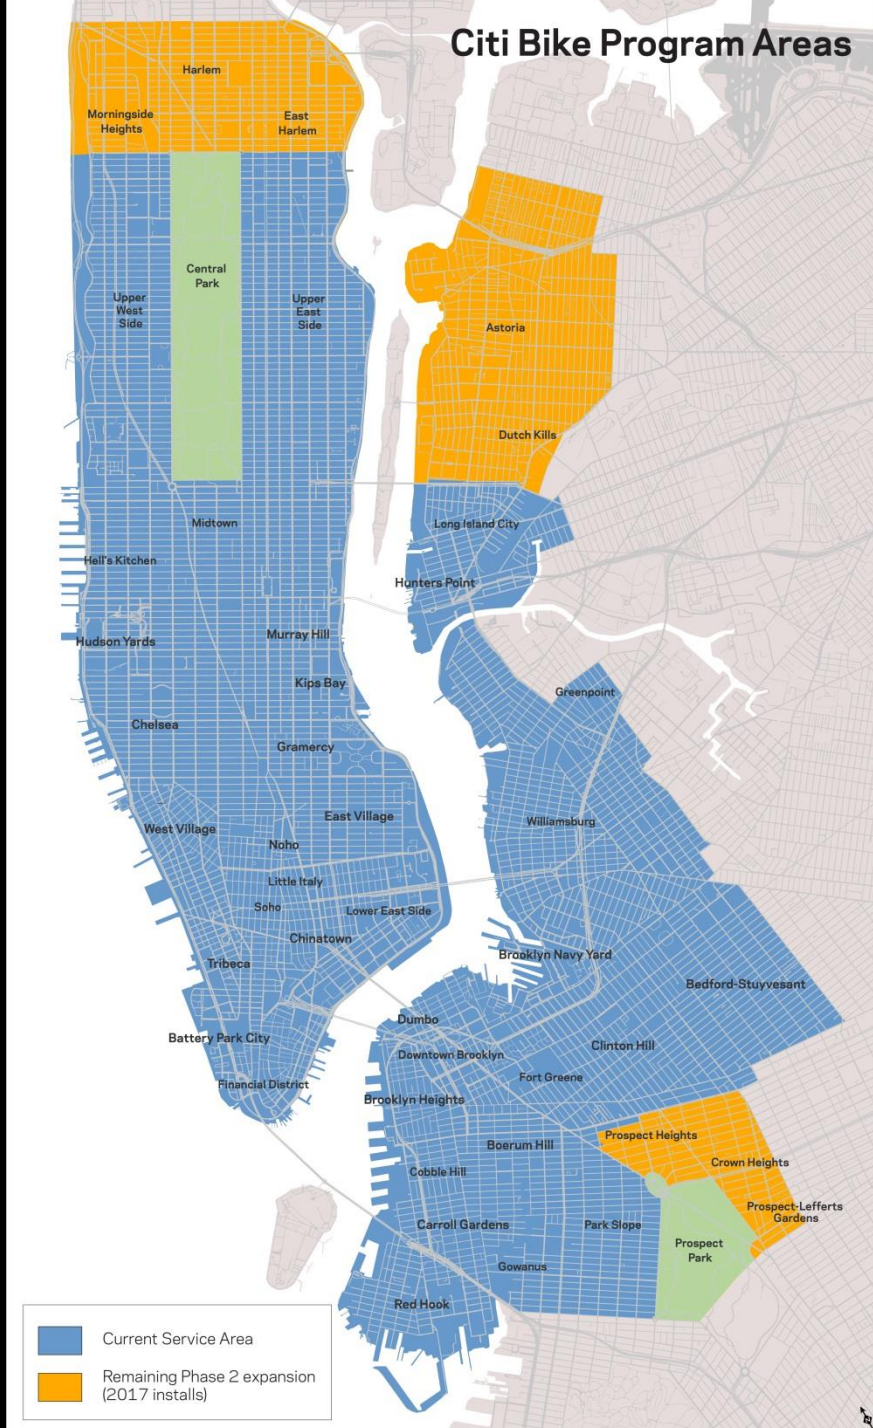 Citi Bike Program Areas
Harlem
Morningside
Heights
East
Harlem
Central
Park
Upper
West
Side
Upper
East
Side
Astoria
Dutch Kills
Midtown
Long Island City
Hell's Kitchen
Hunters Point
Hudson Yards
Murray Hill
Kips Bay
Greenpoint
Chelsea
Gramercy
East Village
Williamsburg
West Village
Noho
Little Italy
Soho
Lower East Side
Chinatown
Brooklyn Navy Yard
Tribeca
Bedford-Stuyvesant
Dumbo
Battery Park City
Clinton Hill
Downtown Brooklyn
Fort Greene
Financial District
Brooklyn Heights
Prospect Heights
Boerum Hill
Crown Heights
Cobble Hill
Prospect-Lefferts
Gardens
Carroll Gardens
Park Slope
Prospect
Park
Gowanus
Red Hook
Current Service Area
Remaining Phase 2 expansion
(2017 installs)
N